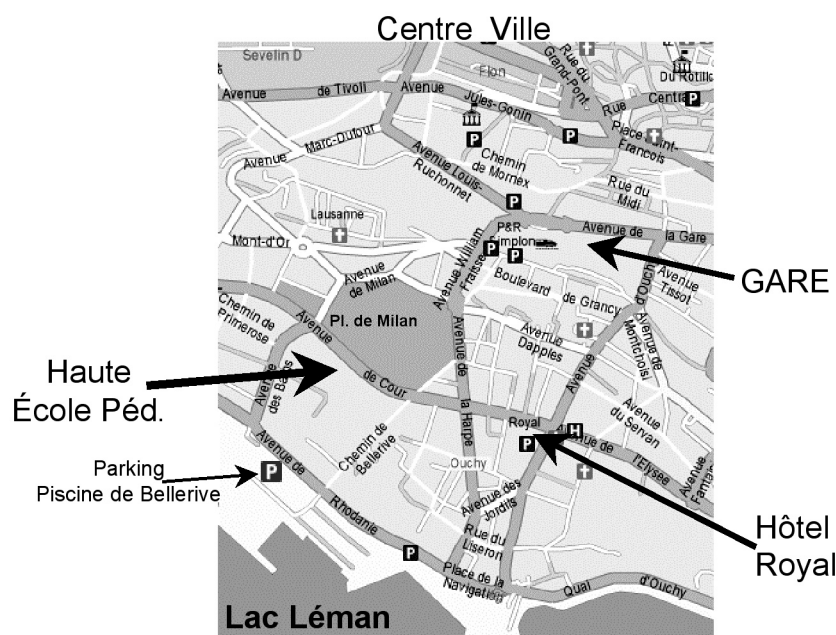 Centre Ville
Sevelin D
Flon
Rue du
Grand-Pont
Du Rotillo
Avenue de Tivoli
Avenue Jules-Gonin
Rue Centra
Place Saint-
Francois
Avenue Marc-Dufour
Avenue Louis-
Ruchonnet
Chemin
de Mornex
Rue du
Midi
P
Lausanne
P&R
Simplon
Avenue de la Gare
Mont-d'Or
Avenue
de Milan
Avenue William
Fraisse
Boulevard de Grancy
Avenue
Tissot
GARE
Chemin de
Primerose
Pl. de Milan
Avenue
Dapples
Avenue d'Ouchy
Avenue de
Montchoisi
Haute
École Péd.
Avenue
des Bains
Avenue de Cour
Avenue de la Harpe
Avenue
du Servan
Royal
H
Avenue de l'Elysée
Parking
Piscine de Bellerive
P
Chemin de
Bellerive
Ouchy
Avenue de Rhodanie
Avenue des
Jordils
Rue du
Liseron
Hôtel
Royal
Place de la
Navigation
Quai d'Ouchy
Lac Léman